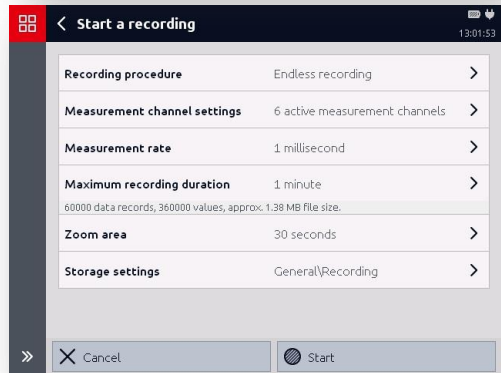 Start a recording
13:01:53
Recording procedure Endless recording
Measurement channel settings 6 active measurement channels
Measurement rate 1 millisecond
Maximum recording duration 1 minute
60000 data records, 360000 values, approx. 1.38 MB file size.
Zoom area 30 seconds
Storage settings General\Recording
Cancel Start